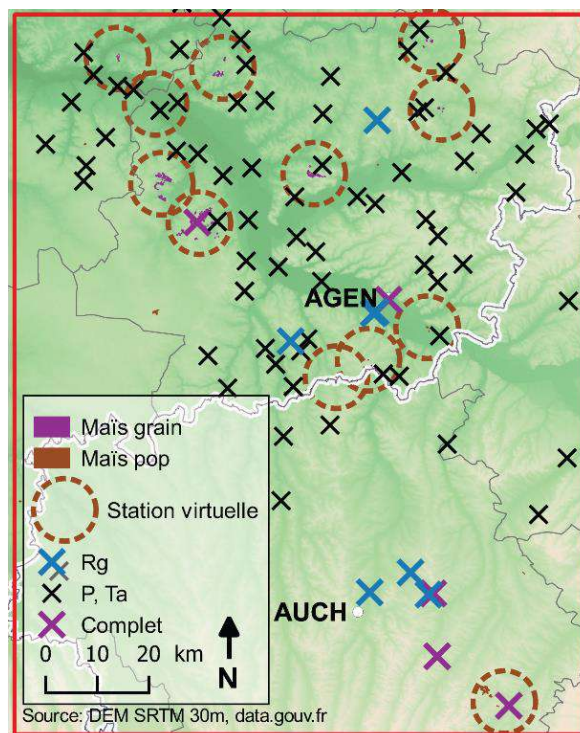 AGEN
Maïs grain
Maïs pop
Station virtuelle
Rg
P, Ta
Complet
AUCH
0 10 20 km
N
Source: DEM SRTM 30m, data.gouv.fr